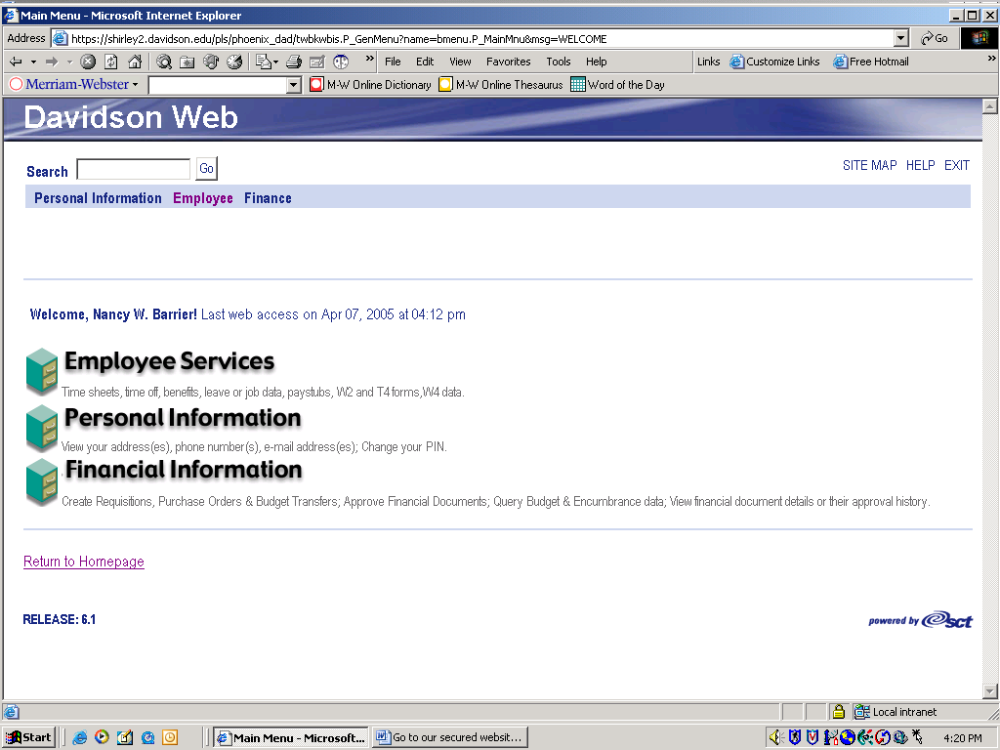 Main Menu - Microsoft Internet Explorer
Address https://shirley2.davidson.edu/pls/phoenix_dad/twbkwbis.P_GenMenu?name=bmenu.P_MainMnu&msg=WELCOME Go
» File Edit View Favorites Tools Help Links Customize Links Free Hotmail »
Merriam-Webster M-W Online Dictionary M-W Online Thesaurus Word of the Day
Davidson Web
Search Go SITE MAP HELP EXIT
Personal Information Employee Finance
Welcome, Nancy W. Barrier! Last web access on Apr 07, 2005 at 04:12 pm
Employee Services
Time sheets, time off, benefits, leave or job data, paystubs, W2 and T4 forms, W4 data.
Personal Information
View your address(es), phone number(s), e-mail address(es); Change your PIN.
Financial Information
Create Requisitions, Purchase Orders & Budget Transfers; Approve Financial Documents; Query Budget & Encumbrance data; View financial document details or their approval history.
Return to Homepage
RELEASE: 6.1 powered by sct
Local intranet
Start Main Menu - Microsoft... Go to our secured websit... 4:20 PM